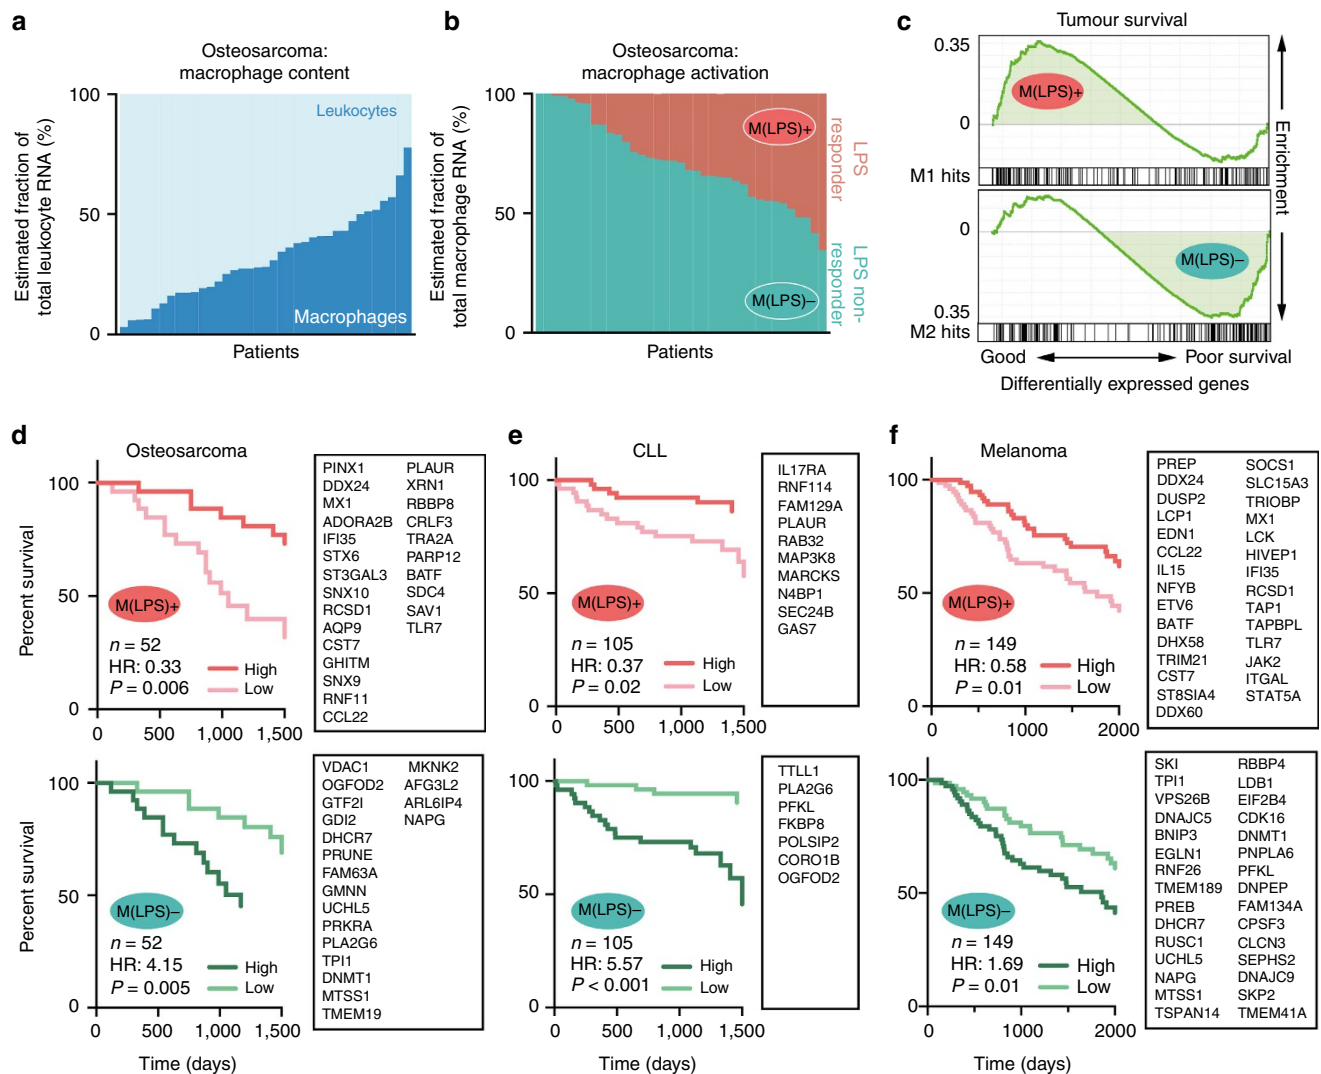 a
Osteosarcoma:
macrophage content
Estimated fraction of
total leukocyte RNA (%)
100
50
0
Leukocytes
Macrophages
Patients
b
Osteosarcoma:
macrophage activation
Estimated fraction of
total macrophage RNA (%)
100
50
0
M(LPS)+
M(LPS)–
LPS
responder
LPS non-
responder
Patients
c
Tumour survival
0.35
M(LPS)+
0
M1 hits
0
M(LPS)–
0.35
M2 hits
Enrichment
Good
Poor survival
Differentially expressed genes
d
Osteosarcoma
Percent survival
100
50
0
M(LPS)+
n = 52
HR: 0.33
P = 0.006
High
Low
0 500 1,000 1,500
PINX1 PLAUR
DDX24 XRN1
MX1 RBBP8
ADORA2B CRLF3
IFI35 TRA2A
STX6 PARP12
ST3GAL3 BATF
SNX10 SDC4
RCSD1 SAV1
AQP9 TLR7
CST7
GHITM
SNX9
RNF11
CCL22
Percent survival
100
50
0
M(LPS)–
n = 52
HR: 4.15
P = 0.005
High
Low
0 500 1,000 1,500
Time (days)
VDAC1 MKNK2
OGFOD2 AFG3L2
GTF2I ARL6IP4
GDI2 NAPG
DHCR7
PRUNE
FAM63A
GMNN
UCHL5
PRKRA
PLA2G6
TPI1
DNMT1
MTSS1
TMEM19
e
CLL
100
50
0
M(LPS)+
n = 105
HR: 0.37
P = 0.02
High
Low
0 500 1,000 1,500
IL17RA
RNF114
FAM129A
PLAUR
RAB32
MAP3K8
MARCKS
N4BP1
SEC24B
GAS7
100
50
0
M(LPS)–
n = 105
HR: 5.57
P < 0.001
High
Low
0 500 1,000 1,500
Time (days)
TTLL1
PLA2G6
PFKL
FKBP8
POLSIP2
CORO1B
OGFOD2
f
Melanoma
100
50
0
M(LPS)+
n = 149
HR: 0.58
P = 0.01
High
Low
0 1000 2000
PREP SOCS1
DDX24 SLC15A3
DUSP2 TRIOBP
LCP1 MX1
EDN1 LCK
CCL22 HIVEP1
IL15 IFI35
NFYB RCSD1
ETV6 TAP1
BATF TAPBPL
DHX58 TLR7
TRIM21 JAK2
CST7 ITGAL
ST8SIA4 STAT5A
DDX60
100
50
0
M(LPS)–
n = 149
HR: 1.69
P = 0.01
High
Low
0 1000 2000
Time (days)
SKI RBBP4
TPI1 LDB1
VPS26B EIF2B4
DNAJC5 CDK16
BNIP3 DNMT1
EGLN1 PNPLA6
RNF26 PFKL
TMEM189 DNPEP
PREB FAM134A
DHCR7 CPSF3
RUSC1 CLCN3
UCHL5 SEPHS2
NAPG DNAJC9
MTSS1 SKP2
TSPAN14 TMEM41A